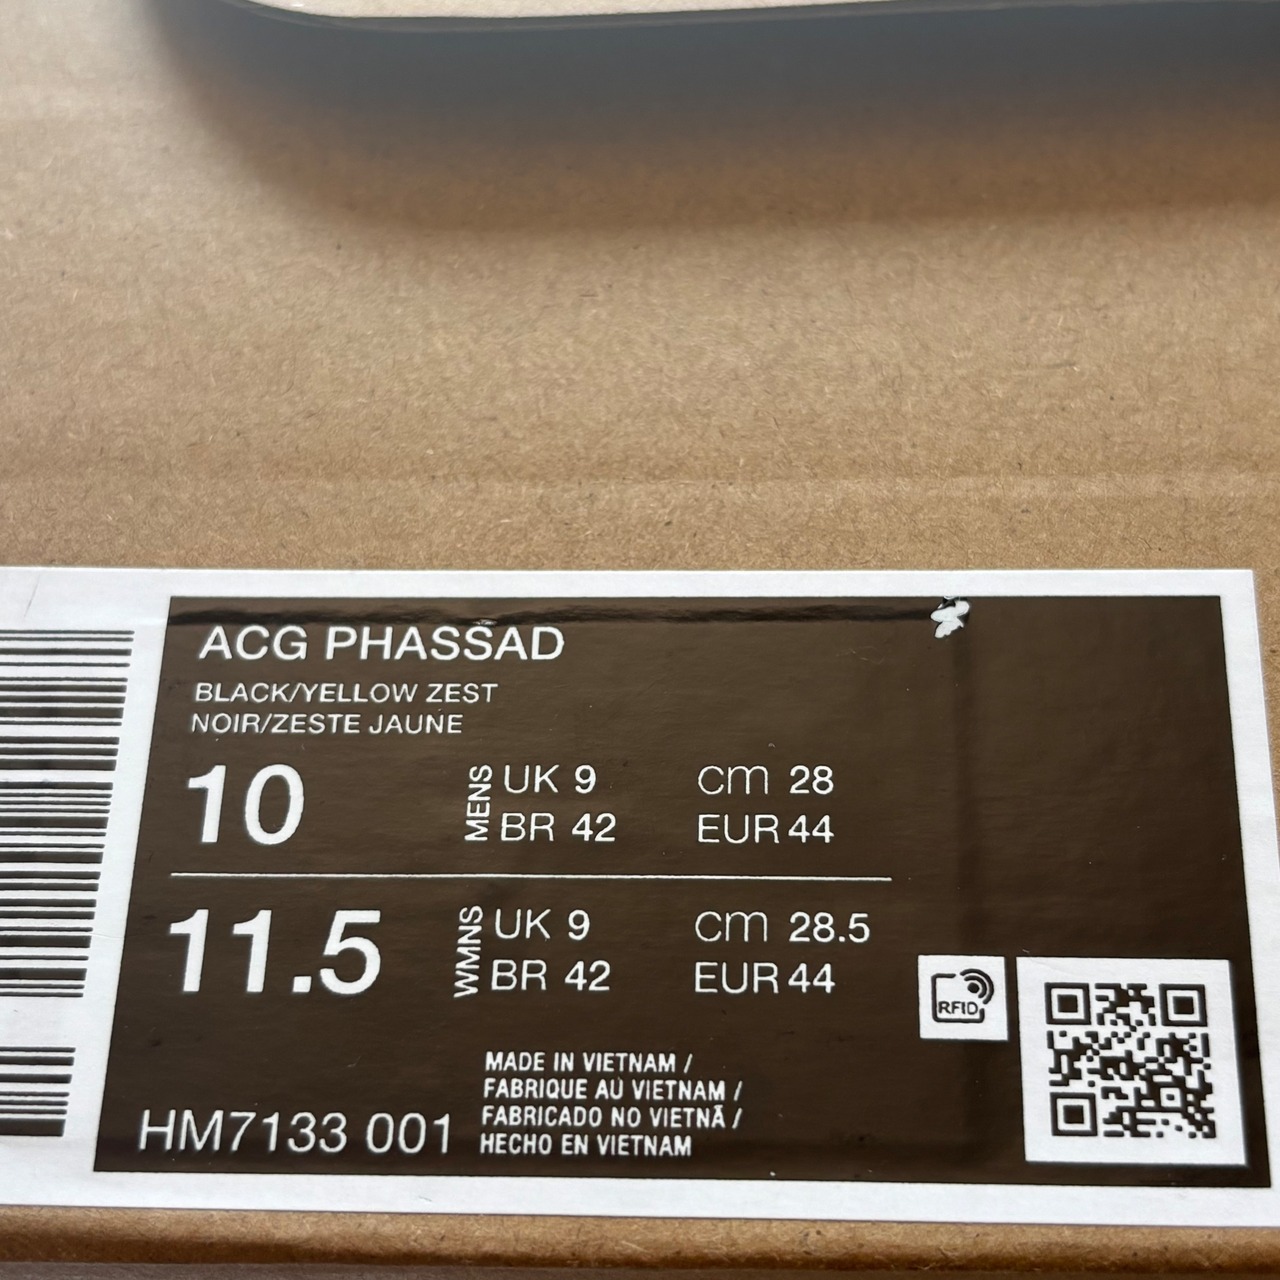 ACG PHASSAD
BLACK/YELLOW ZEST
NOIR/ZESTE JAUNE
10
MENS
UK 9
cm 28
BR 42
EUR 44
11.5
WMNS
UK 9
cm 28.5
BR 42
EUR 44
RFID
MADE IN VIETNAM /
FABRIQUE AU VIETNAM /
FABRICADO NO VIETNÃ /
HECHO EN VIETNAM
HM7133 001